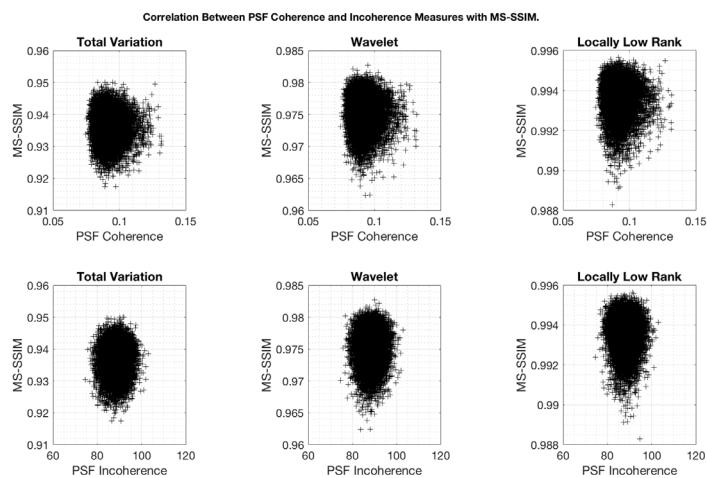 Correlation Between PSF Coherence and Incoherence Measures with MS-SSIM.
Total Variation
MS-SSIM
0.96
0.95
0.94
0.93
0.92
0.91
0.05
0.1
0.15
PSF Coherence
Wavelet
MS-SSIM
0.985
0.98
0.975
0.97
0.965
0.96
0.05
0.1
0.15
PSF Coherence
Locally Low Rank
MS-SSIM
0.996
0.994
0.992
0.99
0.988
0.05
0.1
0.15
PSF Coherence
Total Variation
MS-SSIM
0.96
0.95
0.94
0.93
0.92
0.91
60
80
100
120
PSF Incoherence
Wavelet
MS-SSIM
0.985
0.98
0.975
0.97
0.965
0.96
60
80
100
120
PSF Incoherence
Locally Low Rank
MS-SSIM
0.996
0.994
0.992
0.99
0.988
60
80
100
120
PSF Incoherence